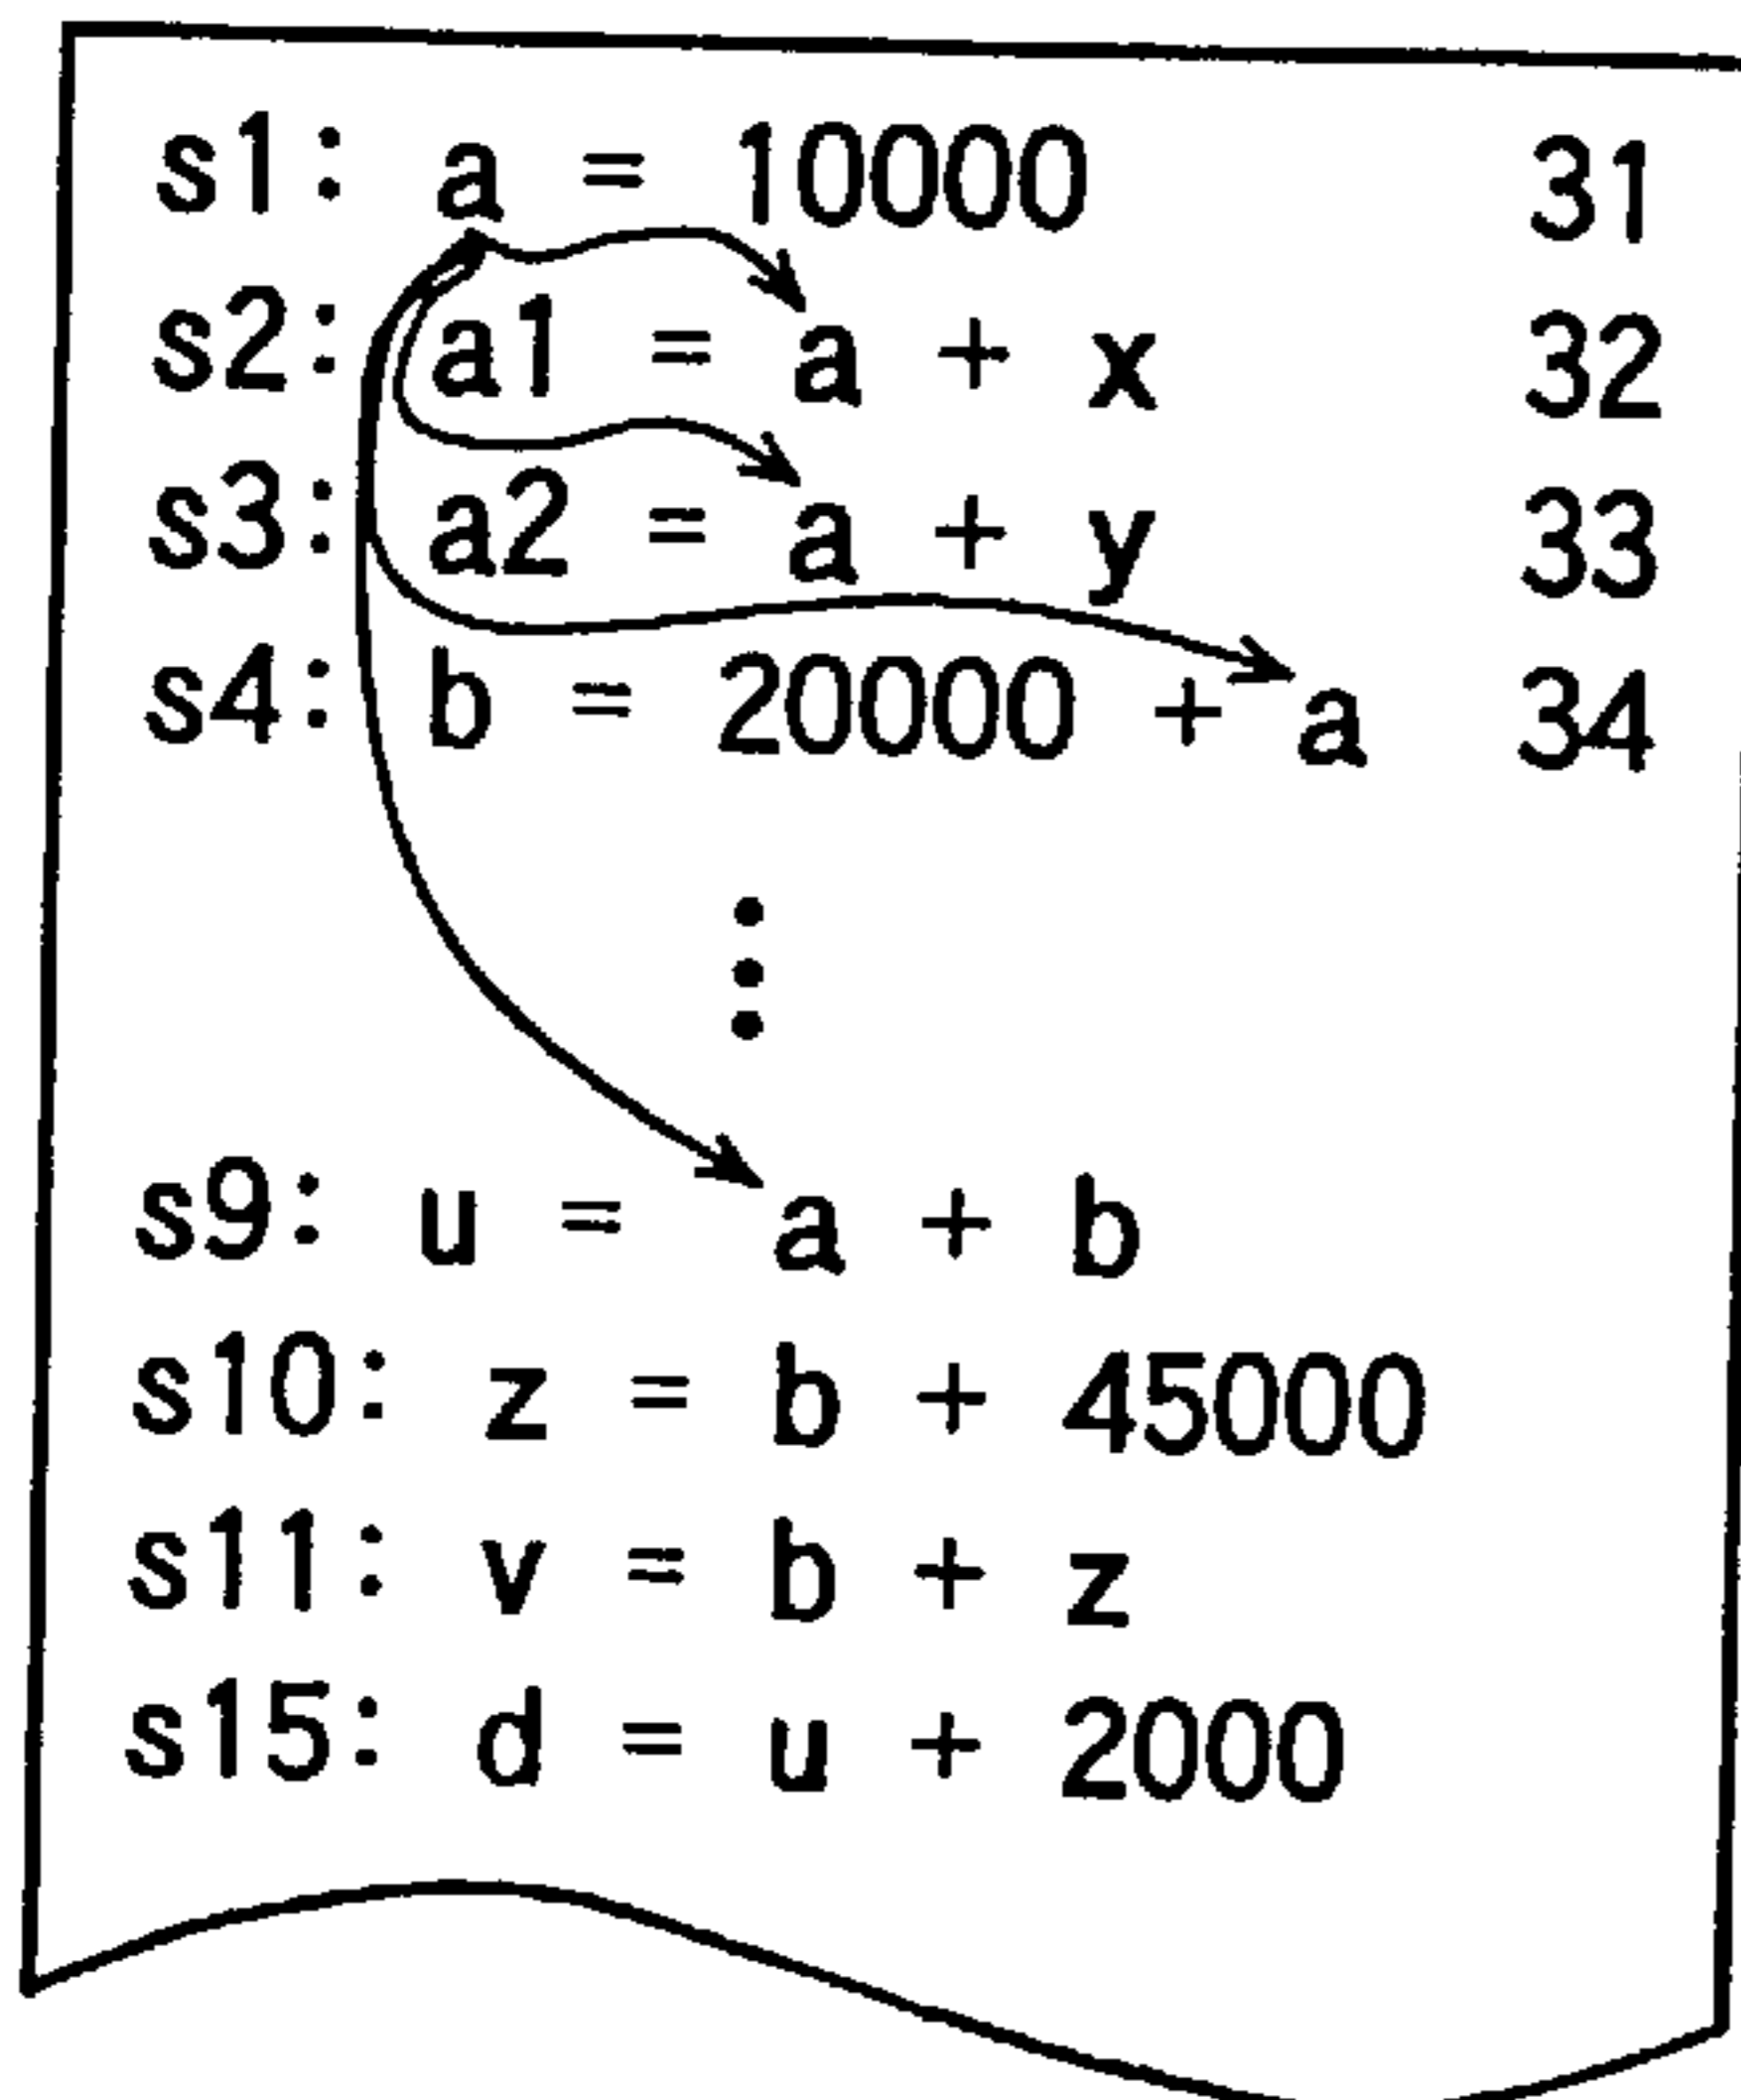 s1: a = 10000 31
s2: a1 = a + x 32
s3: a2 = a + y 33
s4: b = 20000 + a 34
s9: u = a + b
s10: z = b + 45000
s11: v = b + z
s15: d = u + 2000